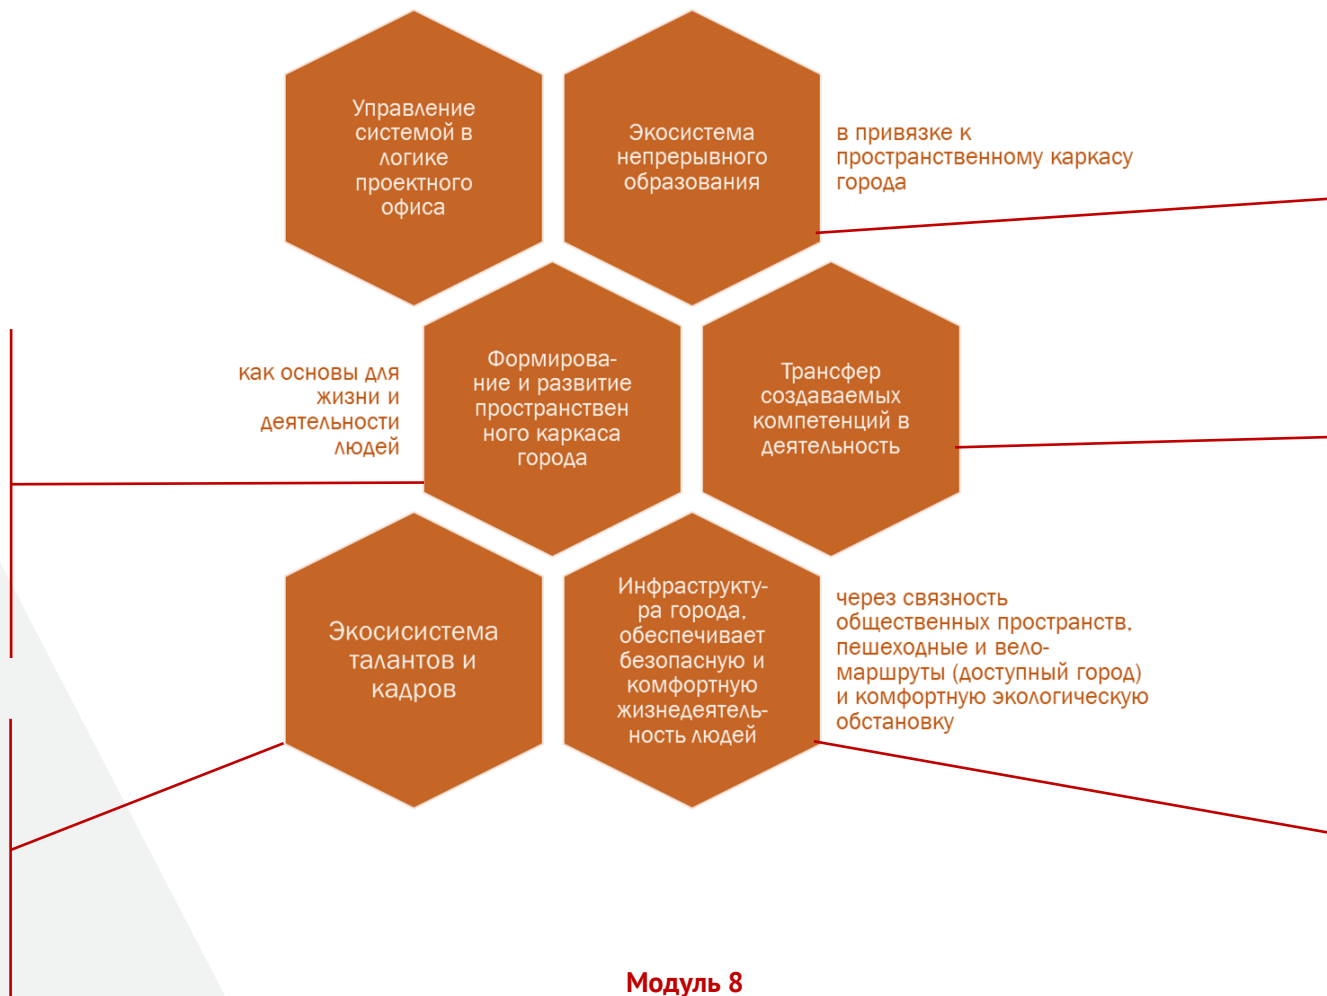 Управление
системой в
логике
проектного
офиса
Экосистема
непрерывного
образования
в привязке к
пространственному каркасу
города
как основы для
жизни и
деятельности
людей
Формирова-
ние и развитие
пространствен
ного каркаса
города
Трансфер
создаваемых
компетенций в
деятельность
Экосисистема
талантов и
кадров
Инфраструкту-
ра города,
обеспечивает
безопасную и
комфортную
жизнедеятель-
ность людей
через связность
общественных пространств,
пешеходные и вело-
маршруты (доступный город)
и комфортную экологическую
обстановку
Модуль 8